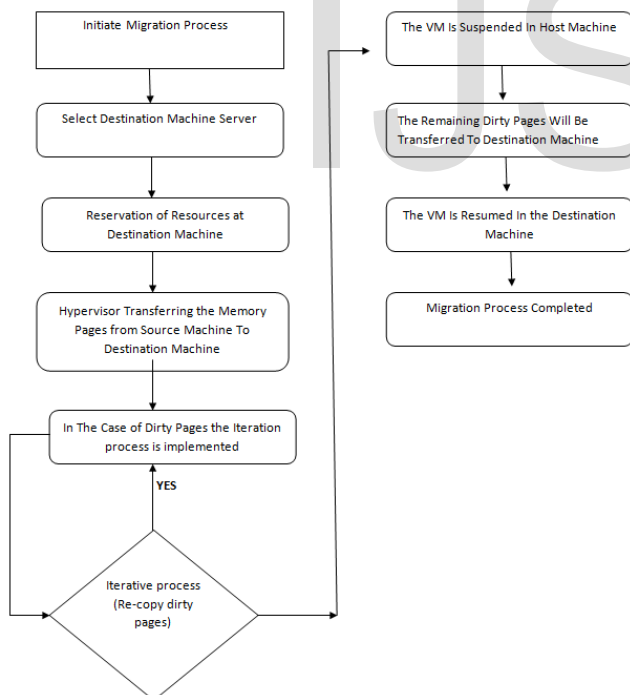 Initiate Migration Process
Select Destination Machine Server
Reservation of Resources at
Destination Machine
Hypervisor Transferring the Memory
Pages from Source Machine To
Destination Machine
In The Case of Dirty Pages the Iteration
process is implemented
YES
Iterative process
(Re-copy dirty
pages)
The VM Is Suspended In Host Machine
The Remaining Dirty Pages Will be
Transferred To Destination Machine
The VM Is Resumed In the Destination
Machine
Migration Process Completed
IJS